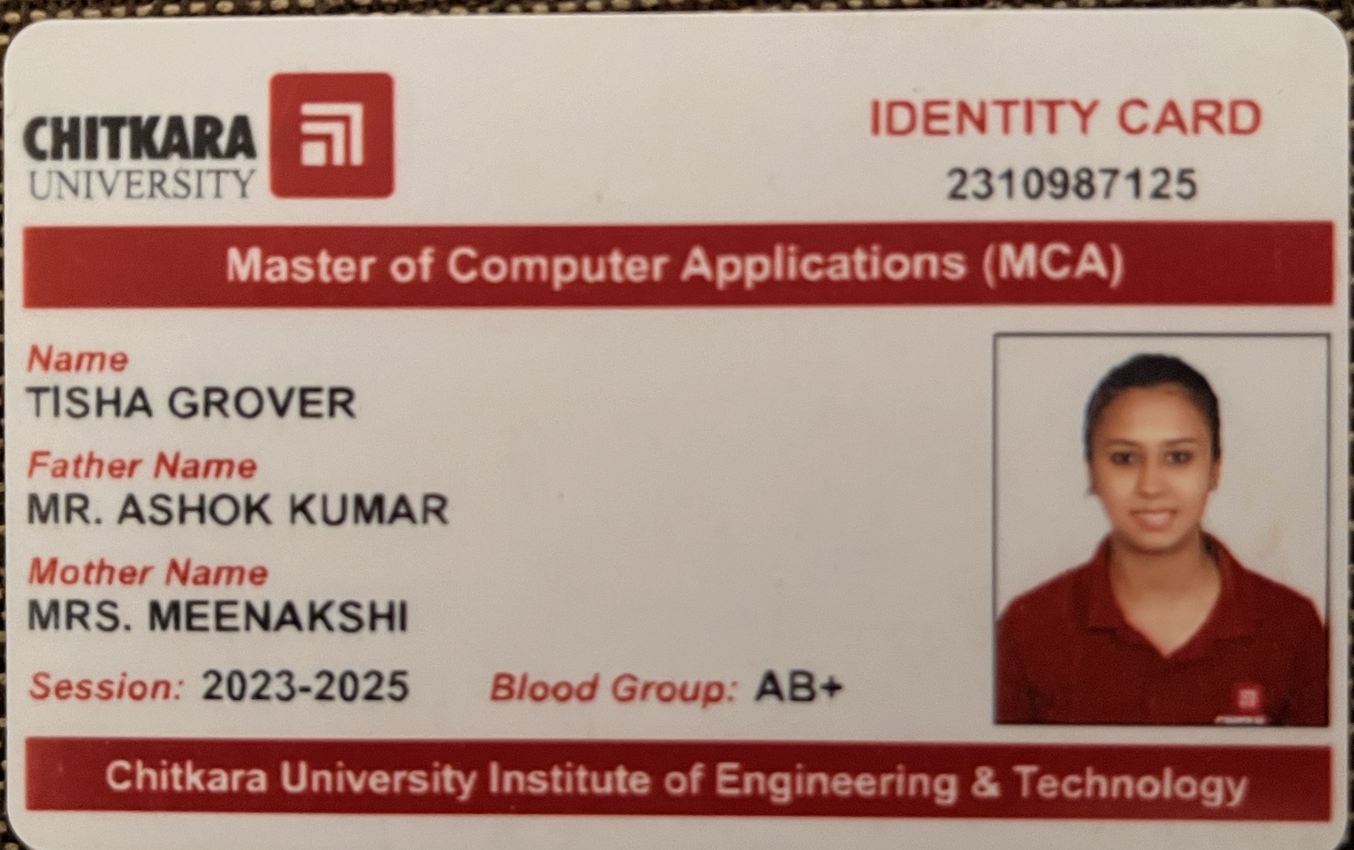 CHITKARA
UNIVERSITY
IDENTITY CARD
2310987125
Master of Computer Applications (MCA)
Name
TISHA GROVER
Father Name
MR. ASHOK KUMAR
Mother Name
MRS. MEENAKSHI
Session: 2023-2025 Blood Group: AB+
Chitkara University Institute of Engineering & Technology